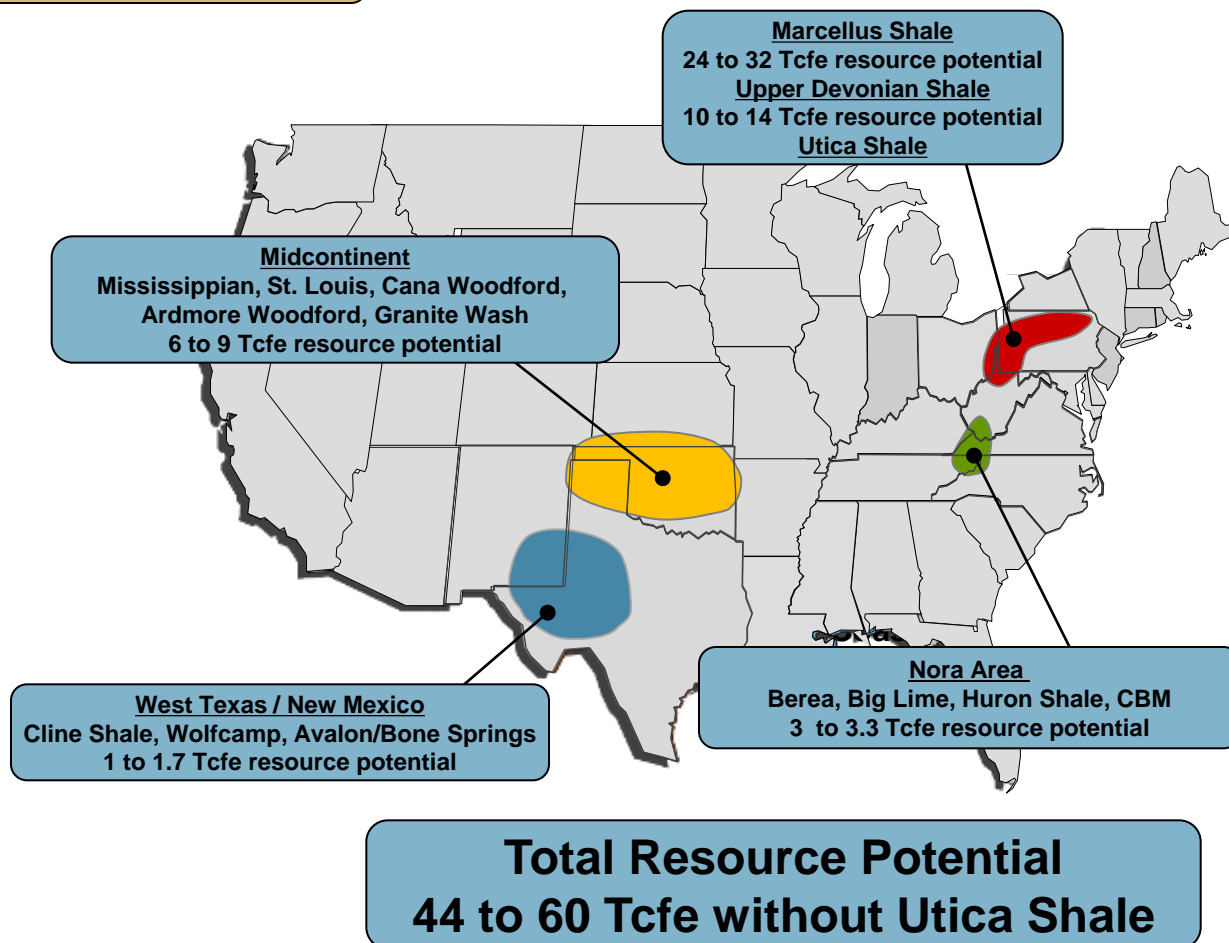 Marcellus Shale
24 to 32 Tcfe resource potential
Upper Devonian Shale
10 to 14 Tcfe resource potential
Utica Shale
Midcontinent
Mississippian, St. Louis, Cana Woodford,
Ardmore Woodford, Granite Wash
6 to 9 Tcfe resource potential
Nora Area
Berea, Big Lime, Huron Shale, CBM
3 to 3.3 Tcfe resource potential
West Texas / New Mexico
Cline Shale, Wolfcamp, Avalon/Bone Springs
1 to 1.7 Tcfe resource potential
Total Resource Potential
44 to 60 Tcfe without Utica Shale